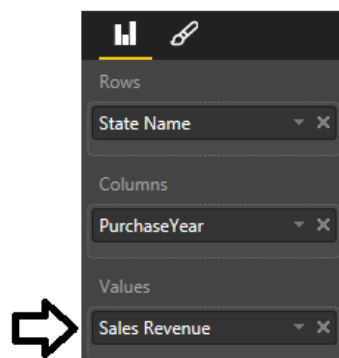 Rows
State Name
Columns
PurchaseYear
Values
Sales Revenue